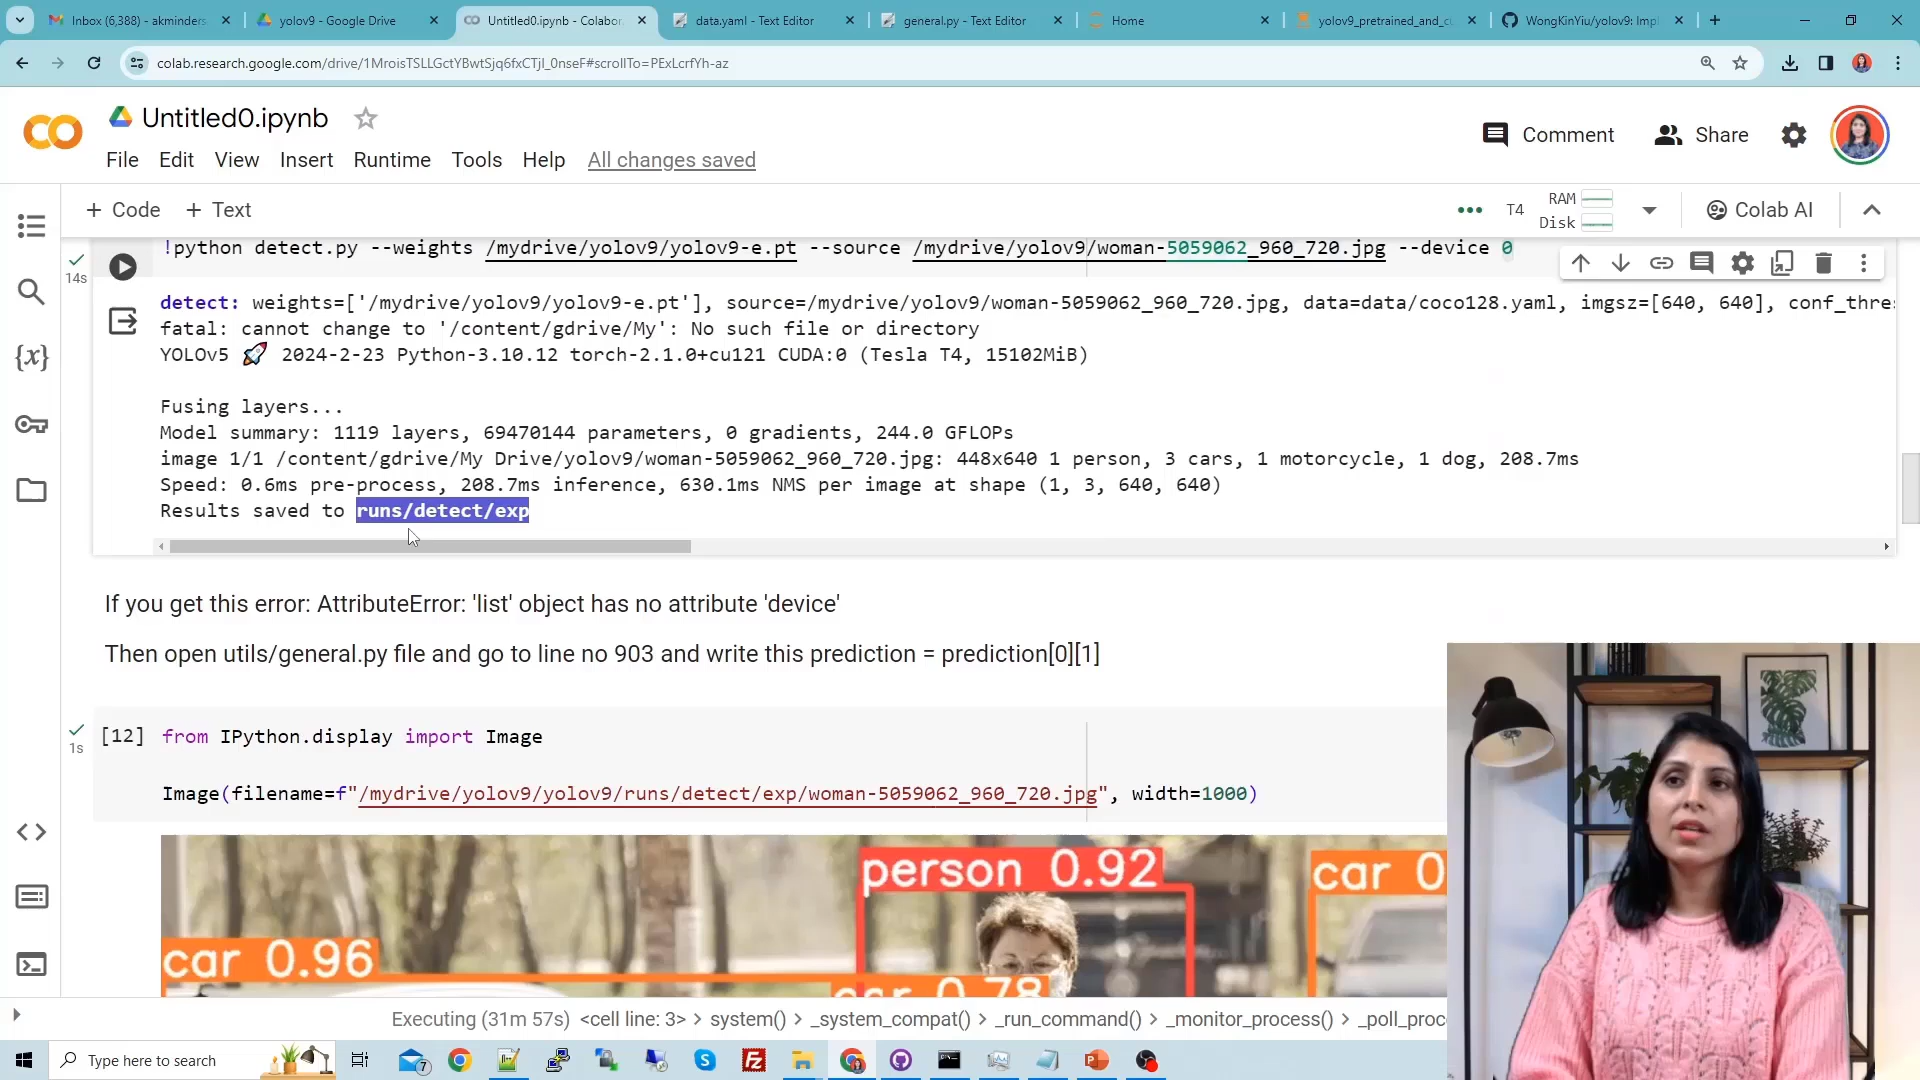 Inbox (6,388) - akminders
yolov9 - Google Drive
Untitled0.ipynb - Colabor
data.yaml - Text Editor
general.py - Text Editor
Home
yolov9_pretrained_and_cu
WongKinYiu/yolov9: Impl
colab.research.google.com/drive/1MroisTSLLGctYBwtSjq6fxCTjI_0nseF#scrollTo=PExLcrfYh-az
CO
Untitled0.ipynb
Comment
Share
File Edit View Insert Runtime Tools Help All changes saved
+ Code + Text
T4
RAM
Disk
Colab AI
!python detect.py --weights /mydrive/yolov9/yolov9-e.pt --source /mydrive/yolov9/woman-5059062_960_720.jpg --device 0
14s
detect: weights=['/mydrive/yolov9/yolov9-e.pt'], source=/mydrive/yolov9/woman-5059062_960_720.jpg, data=data/coco128.yaml, imgsz=[640, 640], conf_thres
fatal: cannot change to '/content/gdrive/My': No such file or directory
YOLOv5 🚀 2024-2-23 Python-3.10.12 torch-2.1.0+cu121 CUDA:0 (Tesla T4, 15102MiB)
Fusing layers...
Model summary: 1119 layers, 69470144 parameters, 0 gradients, 244.0 GFLOPs
image 1/1 /content/gdrive/My Drive/yolov9/woman-5059062_960_720.jpg: 448x640 1 person, 3 cars, 1 motorcycle, 1 dog, 208.7ms
Speed: 0.6ms pre-process, 208.7ms inference, 630.1ms NMS per image at shape (1, 3, 640, 640)
Results saved to runs/detect/exp
If you get this error: AttributeError: 'list' object has no attribute 'device'
Then open utils/general.py file and go to line no 903 and write this prediction = prediction[0][1]
1s
[12] from IPython.display import Image
Image(filename=f"/mydrive/yolov9/yolov9/runs/detect/exp/woman-5059062_960_720.jpg", width=1000)
person 0.92
car 0
car 0.96
car 0.78
Executing (31m 57s) <cell line: 3> > system() > _system_compat() > _run_command() > _monitor_process() > _poll_proc
Type here to search
7